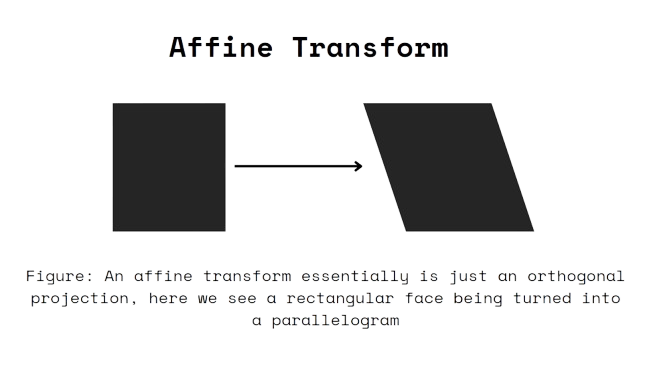 Affine Transform
Figure: An affine transform essentially is just an orthogonal
projection, here we see a rectangular face being turned into
a parallelogram